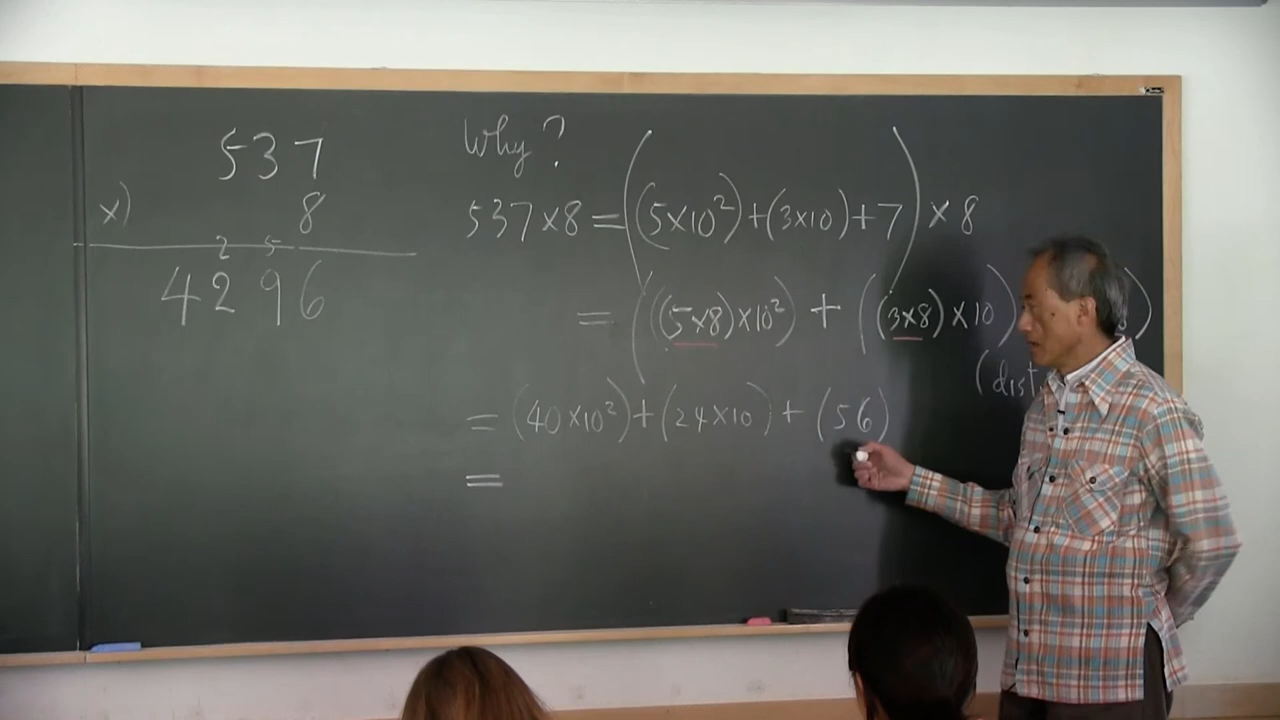 537
x) 8
2 5
4296
Why?
537×8=((5×10²)+(3×10)+7)×8
=((5×8)×10²)+((3×8)×10)
(dist
=(40×10²)+(24×10)+(56)
=